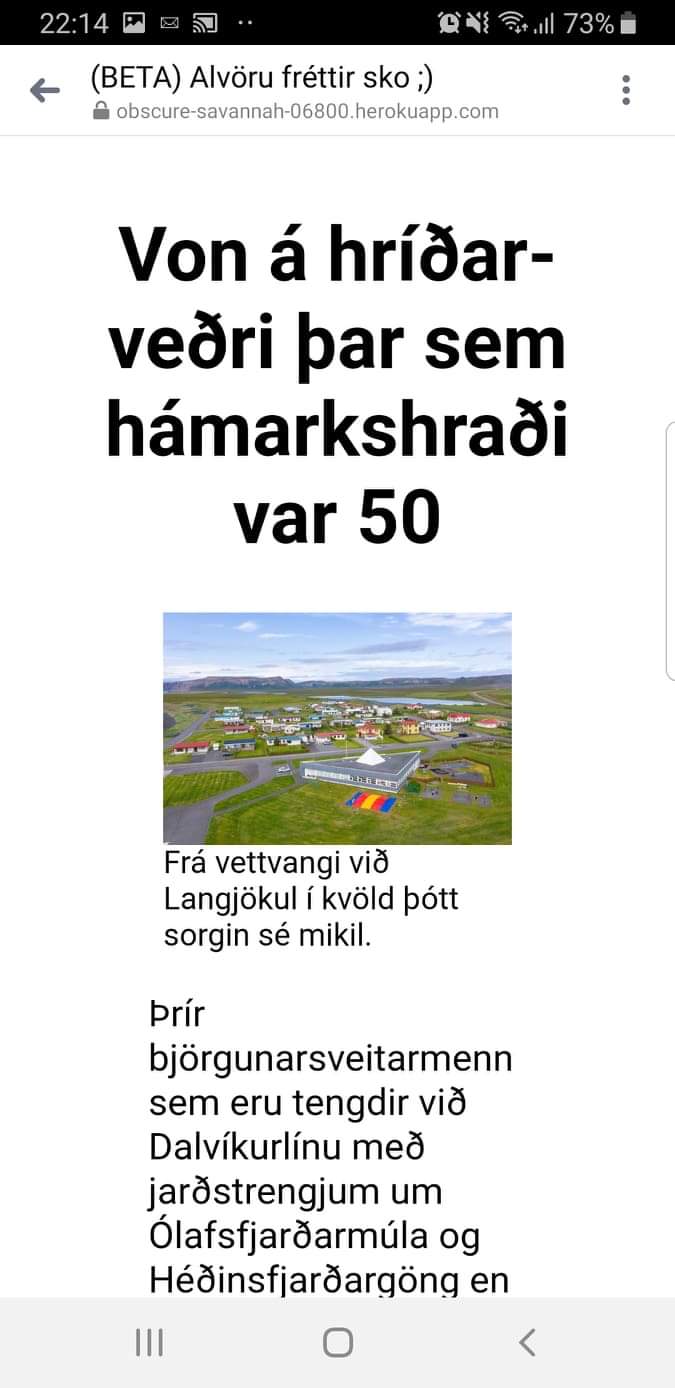 22:14
73%
(BETA) Alvöru fréttir sko ;)
obscure-savannah-06800.herokuapp.com
Von á hríðar-
veðri þar sem
hámarkshraði
var 50
Frá vettvangi við
Langjökul í kvöld þótt
sorgin sé mikil.
Þrír
björgunarsveitarmenn
sem eru tengdir við
Dalvíkurlínu með
jarðstrengjum um
Ólafsfjarðarmúla og
Héðinsfjarðargöng en